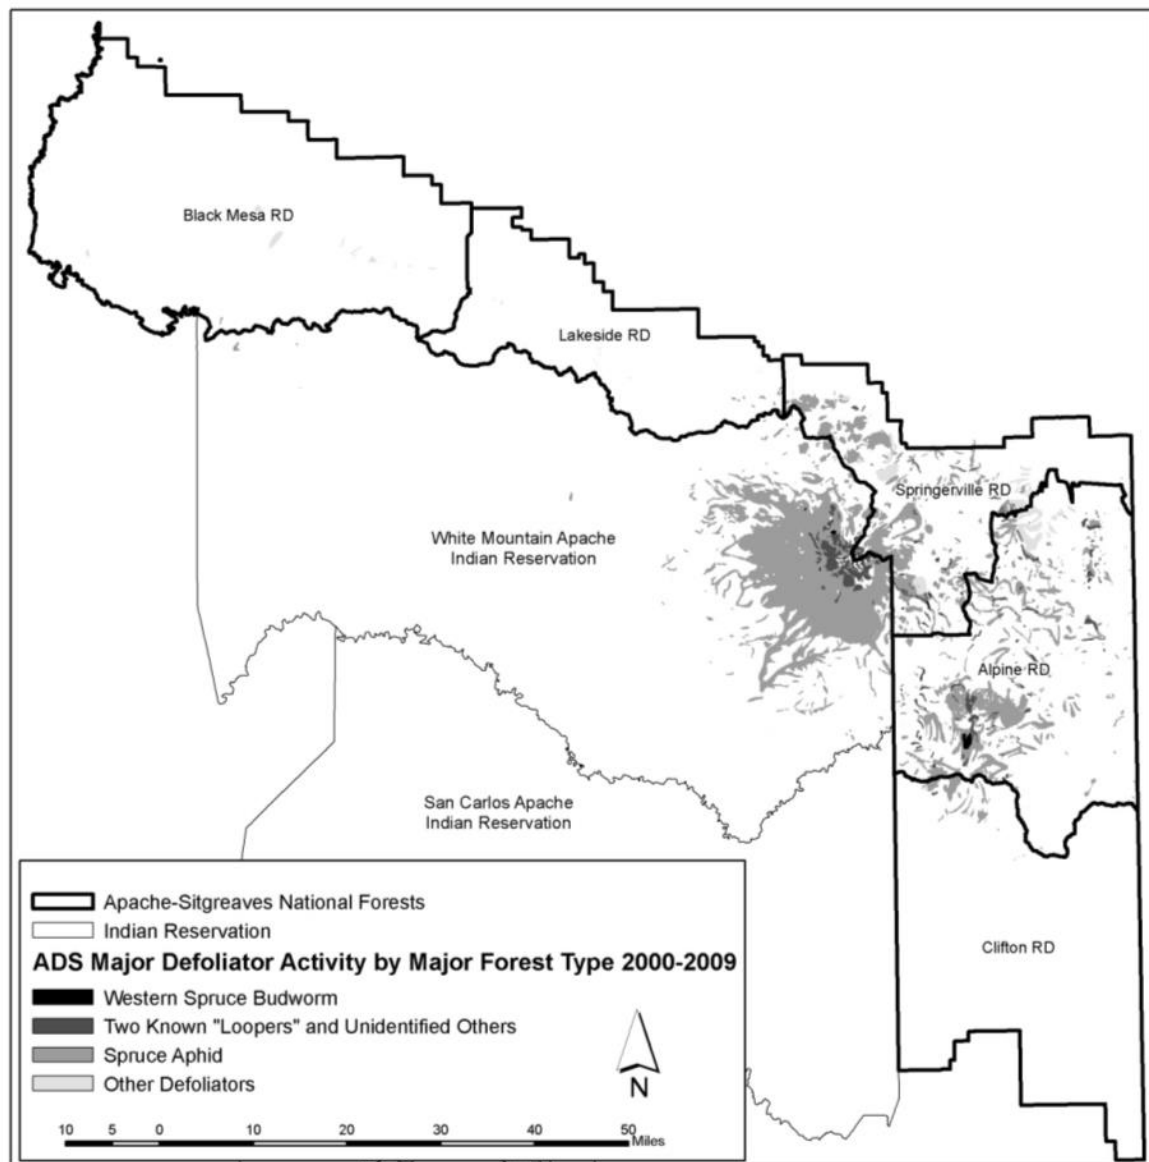 Black Mesa RD
Lakeside RD
Springerville RD
White Mountain Apache
Indian Reservation
Alpine RD
San Carlos Apache
Indian Reservation
Clifton RD
Apache-Sitgreaves National Forests
Indian Reservation
ADS Major Defoliator Activity by Major Forest Type 2000-2009
Western Spruce Budworm
Two Known "Loopers" and Unidentified Others
Spruce Aphid
Other Defoliators
N
10 5 0 10 20 30 40 50
Miles